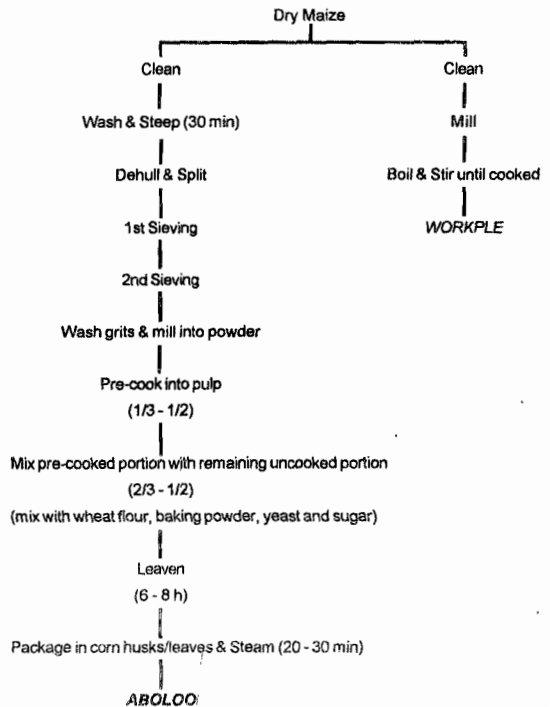 Dry Maize
Clean
Clean
Wash & Steep (30 min)
Mill
Dehull & Split
Boil & Stir until cooked
1st Sieving
WORKPLE
2nd Sieving
Wash grits & mill into powder
Pre-cook into pulp
(1/3 - 1/2)
Mix pre-cooked portion with remaining uncooked portion
(2/3 - 1/2)
(mix with wheat flour, baking powder, yeast and sugar)
Leaven
(6 - 8 h)
Package in corn husks/leaves & Steam (20 - 30 min)
ABOLOO